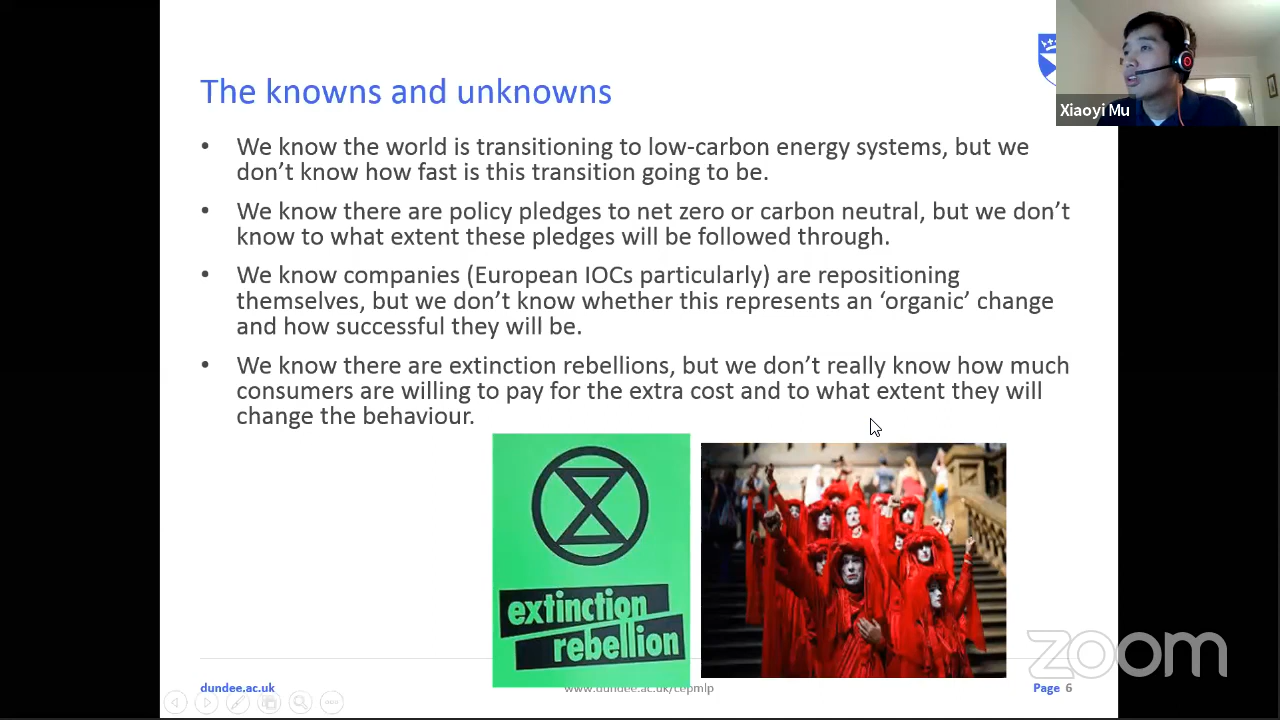 The knowns and unknowns
Xiaoyi Mu
• We know the world is transitioning to low-carbon energy systems, but we
don’t know how fast is this transition going to be.
• We know there are policy pledges to net zero or carbon neutral, but we don’t
know to what extent these pledges will be followed through.
• We know companies (European IOCs particularly) are repositioning
themselves, but we don’t know whether this represents an ‘organic’ change
and how successful they will be.
• We know there are extinction rebellions, but we don’t really know how much
consumers are willing to pay for the extra cost and to what extent they will
change the behaviour.
extinction
rebellion
zoom
dundee.ac.uk
www.dundee.ac.uk/cepmlp
Page 6